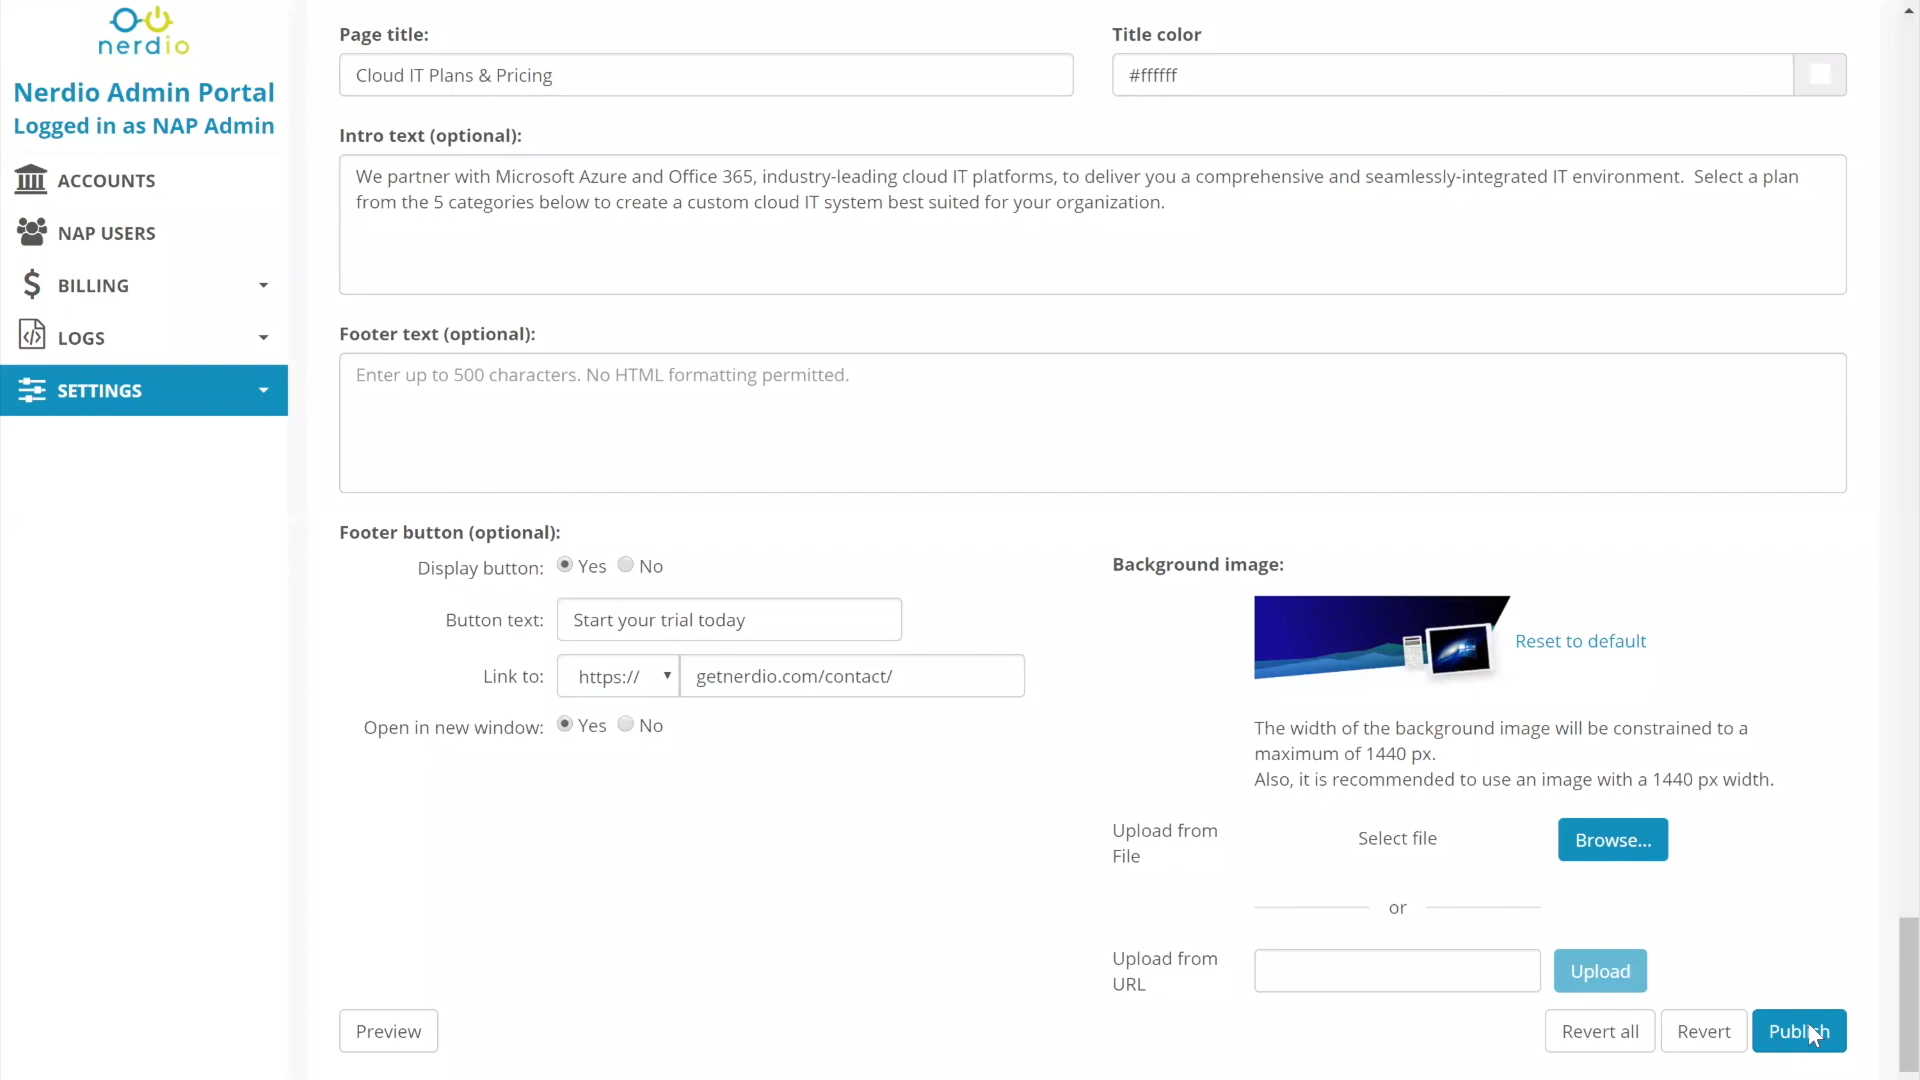 nerdio
Nerdio Admin Portal
Logged in as NAP Admin
ACCOUNTS
NAP USERS
BILLING
LOGS
SETTINGS
Page title:
Cloud IT Plans & Pricing
Title color
#ffffff
Intro text (optional):
We partner with Microsoft Azure and Office 365, industry-leading cloud IT platforms, to deliver you a comprehensive and seamlessly-integrated IT environment.  Select a plan
from the 5 categories below to create a custom cloud IT system best suited for your organization.
Footer text (optional):
Enter up to 500 characters. No HTML formatting permitted.
Footer button (optional):
Display button: Yes No
Button text: Start your trial today
Link to: https:// getnerdio.com/contact/
Open in new window: Yes No
Background image:
Reset to default
The width of the background image will be constrained to a
maximum of 1440 px.
Also, it is recommended to use an image with a 1440 px width.
Upload from
File
Select file
Browse...
or
Upload from
URL
Upload
Preview
Revert all
Revert
Publish